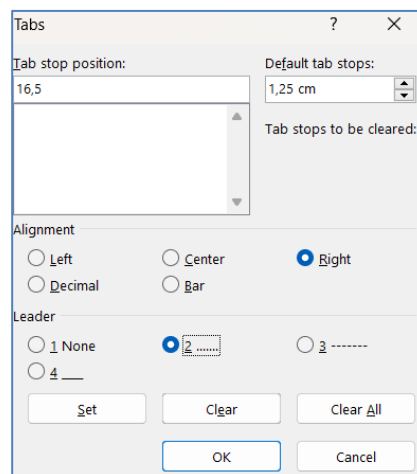 Tabs ? ×
Tab stop position: Default tab stops:
16,5 1,25 cm
Tab stops to be cleared:
Alignment
Left Center Right
Decimal Bar
Leader
1 None 2 ....... 3 -------
4 ___
Set Clear Clear All
OK Cancel